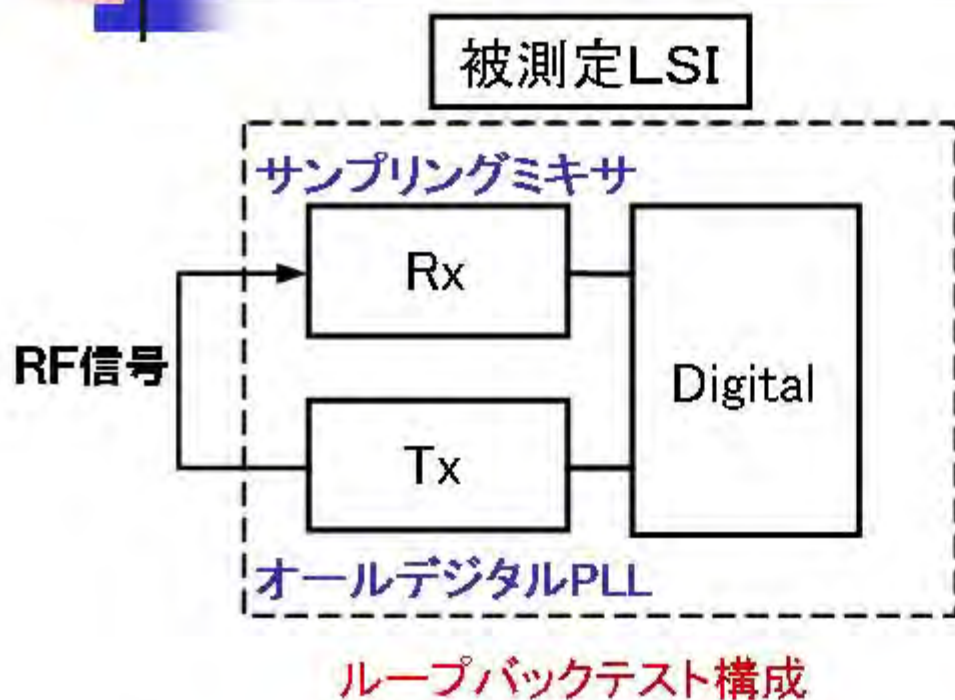 被測定LSI
サンプリングミキサ
Rx
RF信号
Digital
Tx
オールデジタルPLL
ループバックテスト構成